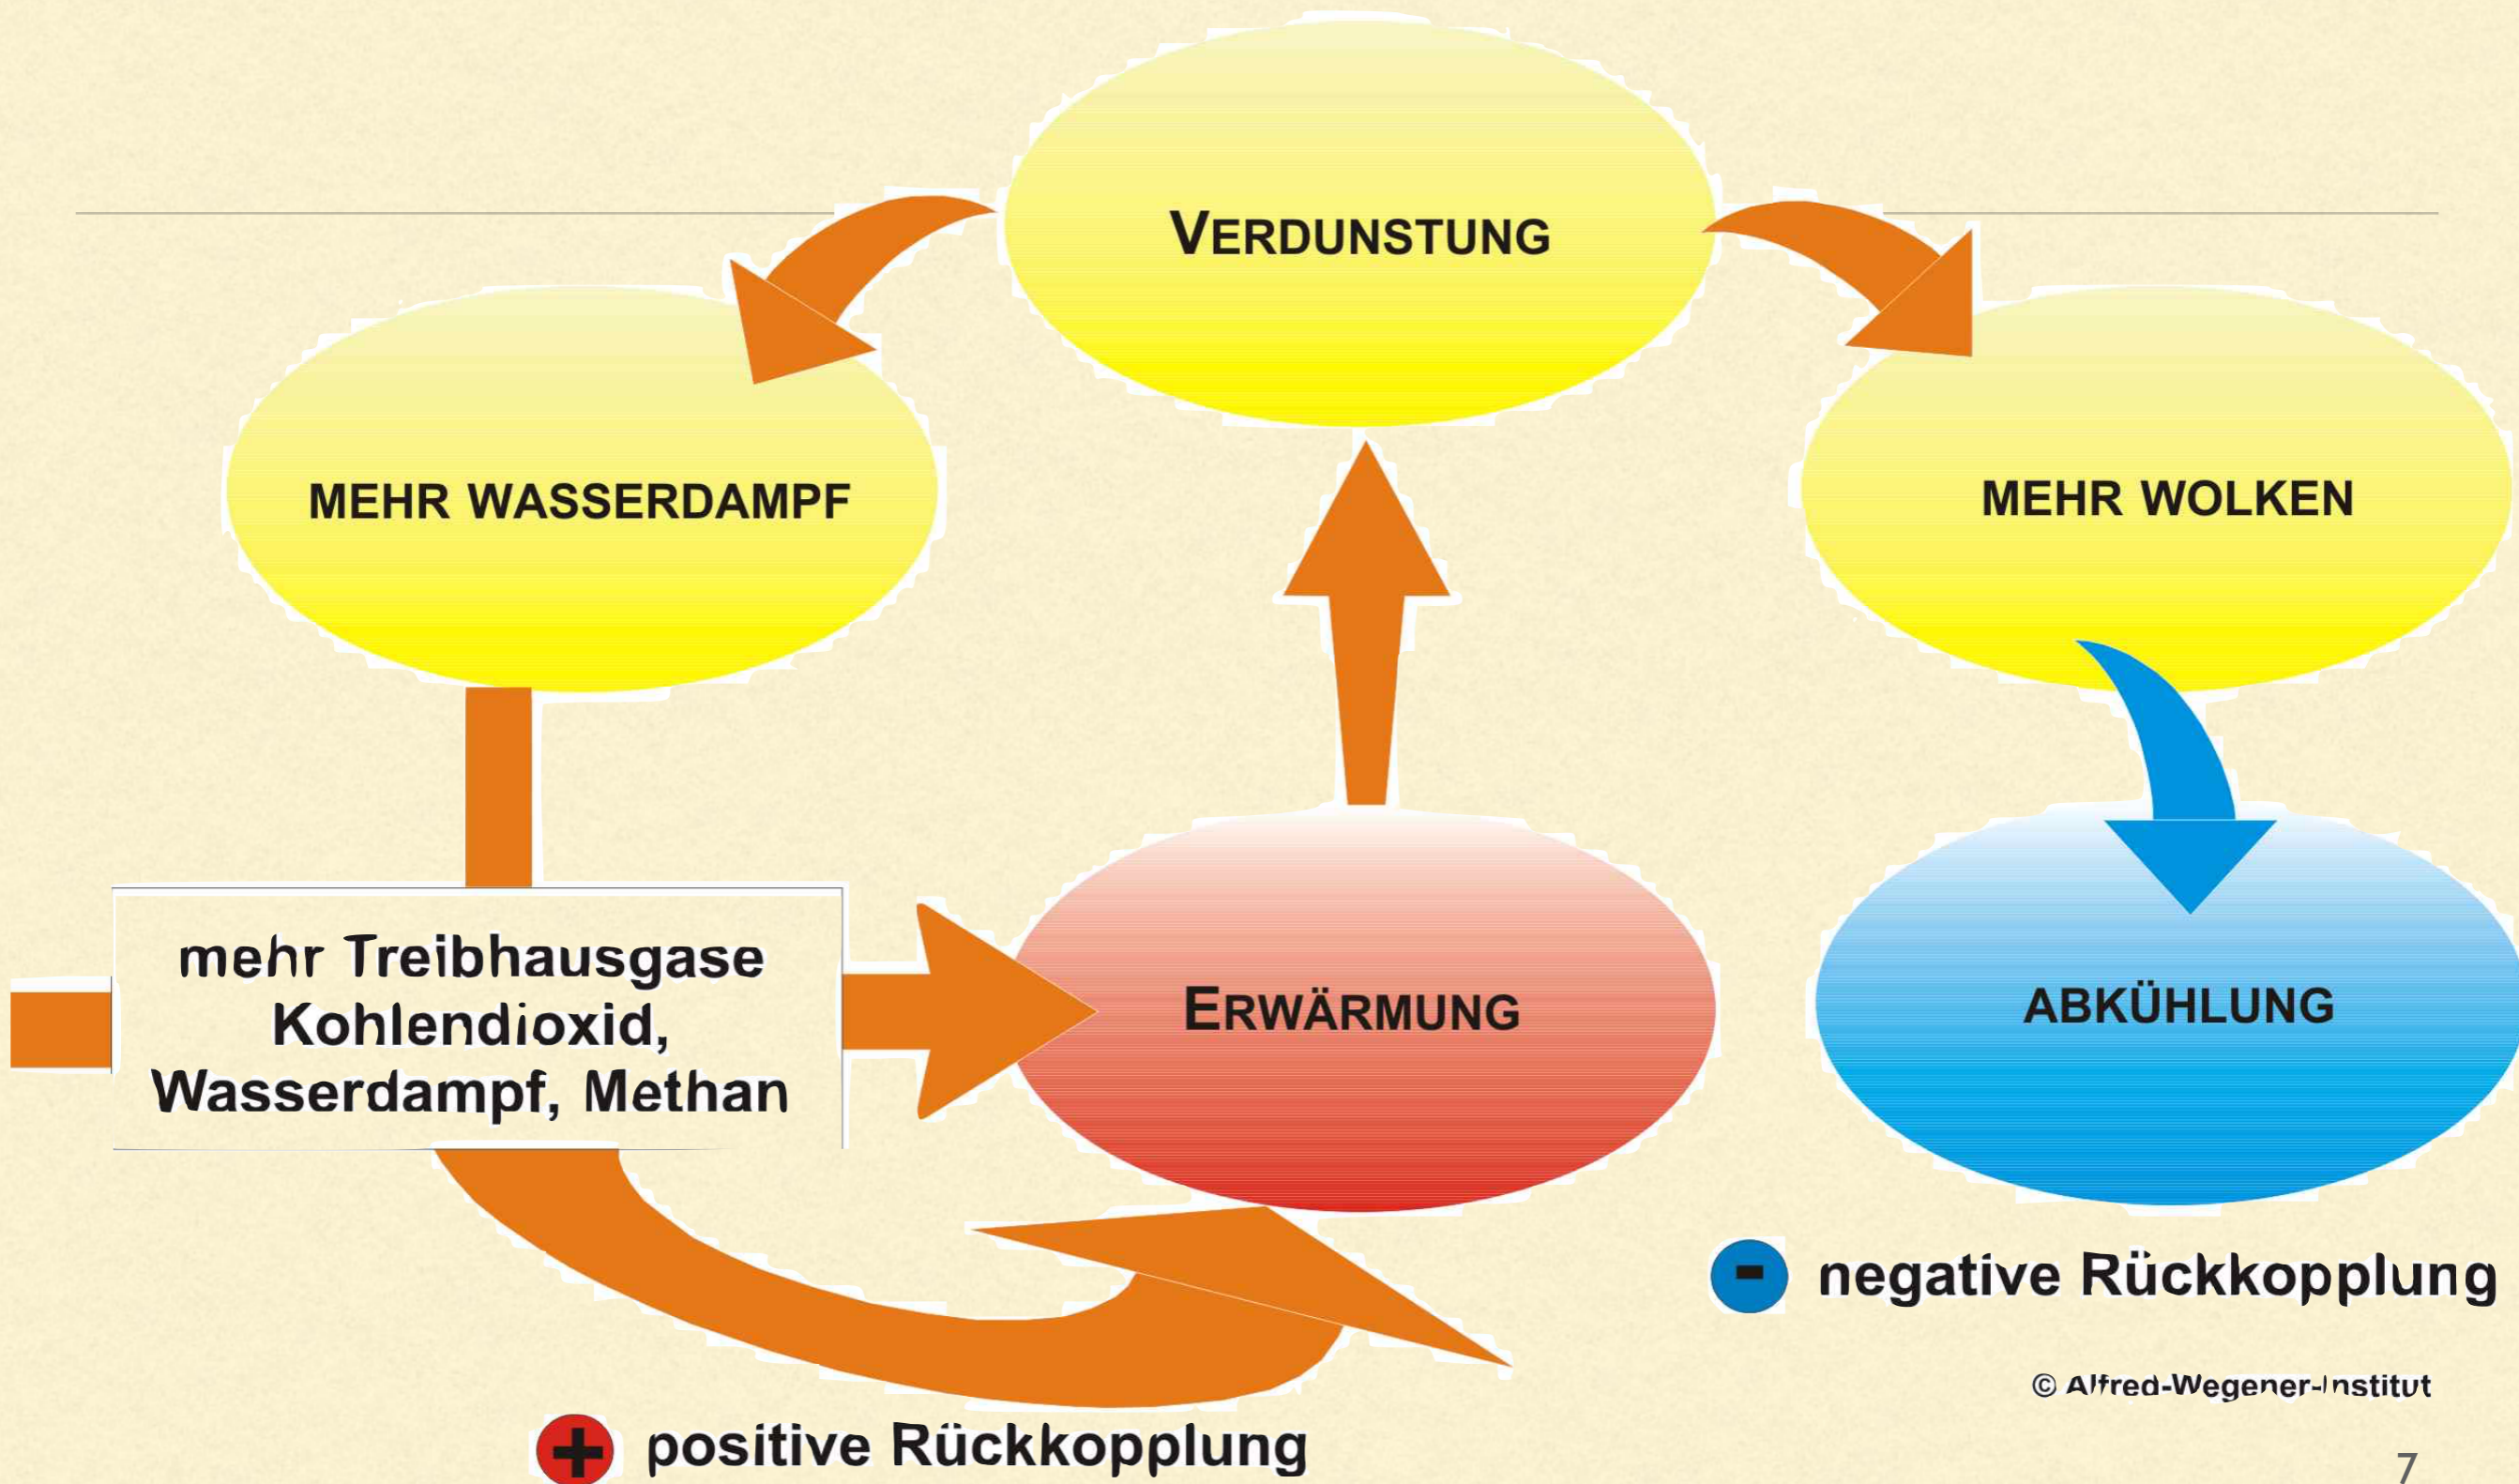 VERDUNSTUNG
MEHR WASSERDAMPF
MEHR WOLKEN
mehr Treibhausgase
Kohlendioxid,
Wasserdampf, Methan
ERWÄRMUNG
ABKÜHLUNG
- negative Rückkopplung
© Alfred-Wegener-Institut
+ positive Rückkopplung
7